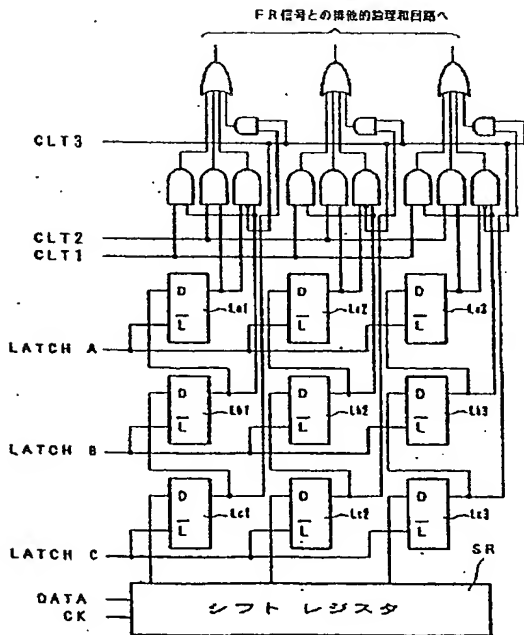 FR信号との排他的論理和回路へ
CLT3
CLT2
CLT1
D
L
La1
D
L
La2
D
L
La3
LATCH A
D
L
Lb1
D
L
Lb2
D
L
Lb3
LATCH B
D
L
Lc1
D
L
Lc2
D
L
Lc3
LATCH C
SR
DATA
CK
シフト レジスタ